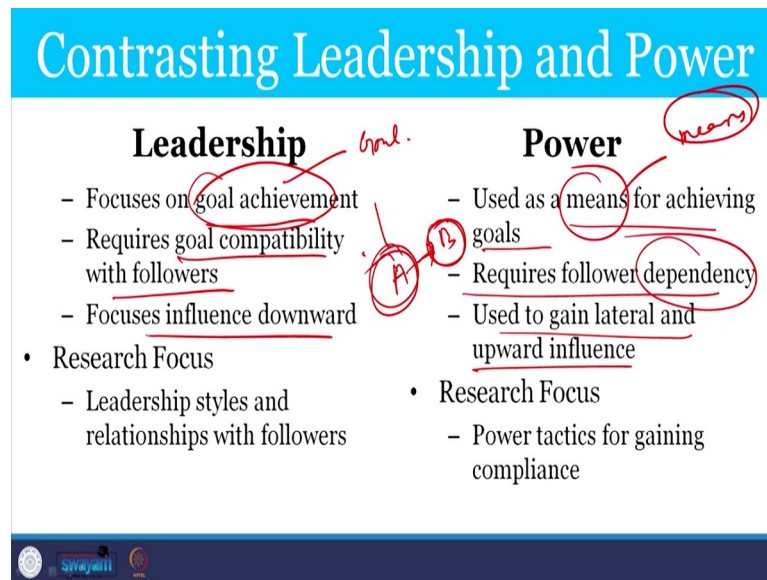 Contrasting Leadership and Power
Leadership
Goal.
– Focuses on goal achievement
– Requires goal compatibility
with followers
– Focuses influence downward
• Research Focus
– Leadership styles and
relationships with followers
A
B
Power
means
– Used as a means for achieving
goals
– Requires follower dependency
– Used to gain lateral and
upward influence
• Research Focus
– Power tactics for gaining
compliance
swayam